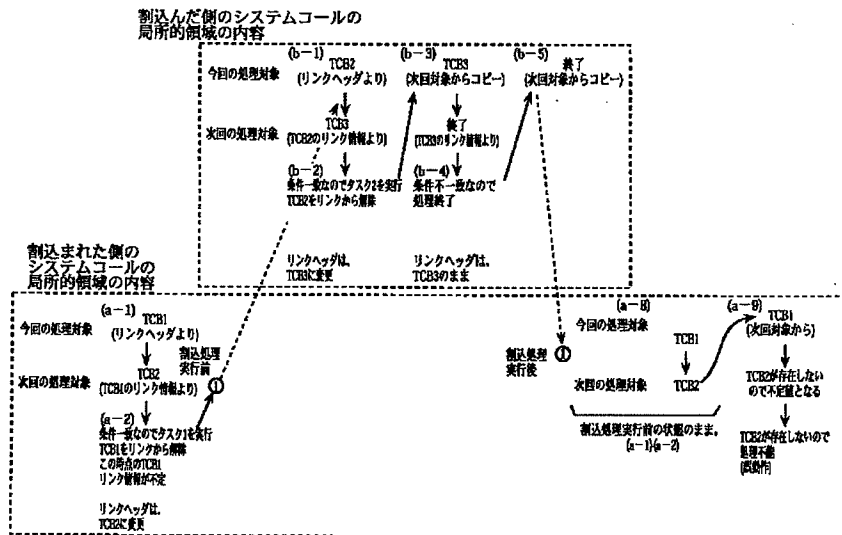 割込んだ側のシステムコールの
局所的領域の内容
(b-1)
今回の処理対象
TCB2
(リンクヘッダより)
次回の処理対象
TCB3
(TCB2のリンク情報より)
(b-2)
条件一致なのでタスク2を実行
TCB2をリンクから解除
リンクヘッダは、
TCB3に変更
(b-3)
TCB3
(次回対象からコピー)
終了
(TCB3のリンク情報より)
(b-4)
条件不一致なので
処理終了
リンクヘッダは、
TCB3のまま
(b-5)
終了
(次回対象からコピー)
割込まれた側の
システムコールの
局所的領域の内容
(a-1)
今回の処理対象
TCB1
(リンクヘッダより)
次回の処理対象
TCB2
(TCB1のリンク情報より)
(a-2)
条件一致なのでタスク1を実行
TCB1をリンクから解除
この時点のTCB1
リンク情報が不定
リンクヘッダは、
TCB2に変更
割込処理
実行前
①
割込処理
実行後
(a-8)
今回の処理対象
TCB1
次回の処理対象
TCB2
割込処理実行前の状態のまま。
(a-1)(a-2)
(a-9)
TCB1
(次回対象から)
TCB2が存在しない
ので不定値となる
TCB2が存在しないので
処理不能
(誤動作)